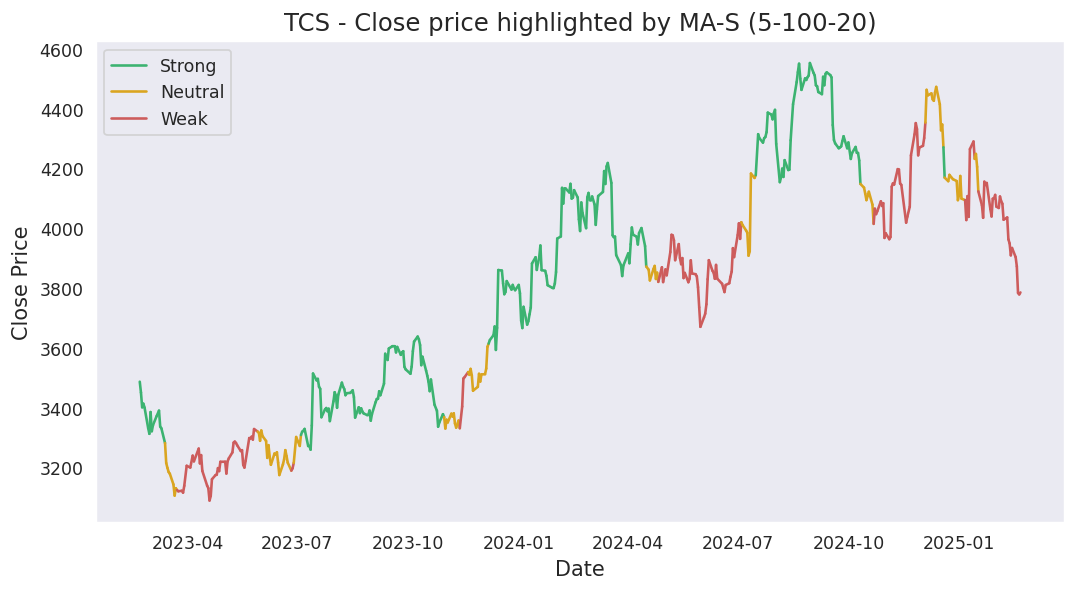 TCS - Close price highlighted by MA-S (5-100-20)
Strong
Neutral
Weak
4600
4400
4200
4000
3800
3600
3400
3200
Close Price
2023-04 2023-07 2023-10 2024-01 2024-04 2024-07 2024-10 2025-01
Date